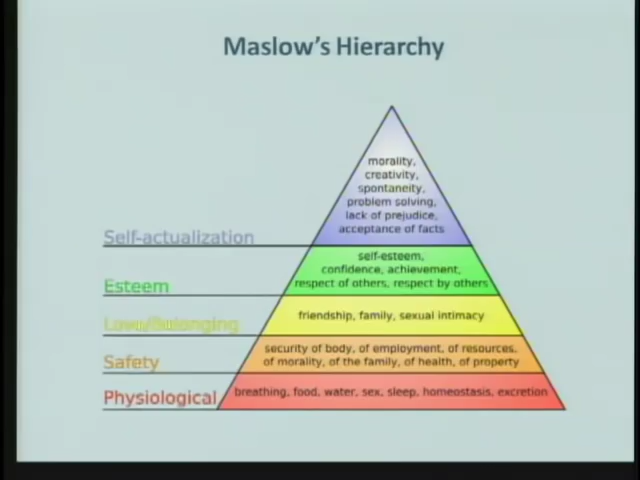 Maslow's Hierarchy
morality,
creativity,
spontaneity,
problem solving,
lack of prejudice,
acceptance of facts
Self-actualization
self-esteem,
confidence, achievement,
respect of others, respect by others
Esteem
friendship, family, sexual intimacy
Love/Belonging
security of body, of employment, of resources,
of morality, of the family, of health, of property
Safety
breathing, food, water, sex, sleep, homeostasis, excretion
Physiological